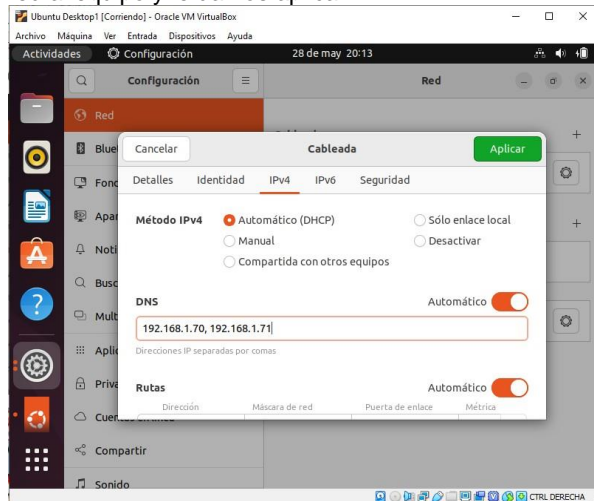 Ubuntu Desktop1 [Corriendo] - Oracle VM VirtualBox
Archivo Máquina Ver Entrada Dispositivos Ayuda
Actividades Configuración 28 de may 20:13
Configuración Red
Red
Cancelar Cableada Aplicar
Detalles Identidad IPv4 IPv6 Seguridad
Método IPv4 Automático (DHCP) Sólo enlace local
Manual Desactivar
Compartida con otros equipos
DNS Automático
192.168.1.70, 192.168.1.71
Direcciones IP separadas por comas
Rutas Automático
Dirección Máscara de red Puerta de enlace Métrica
Compartir
Sonido
CTRL DERECHA